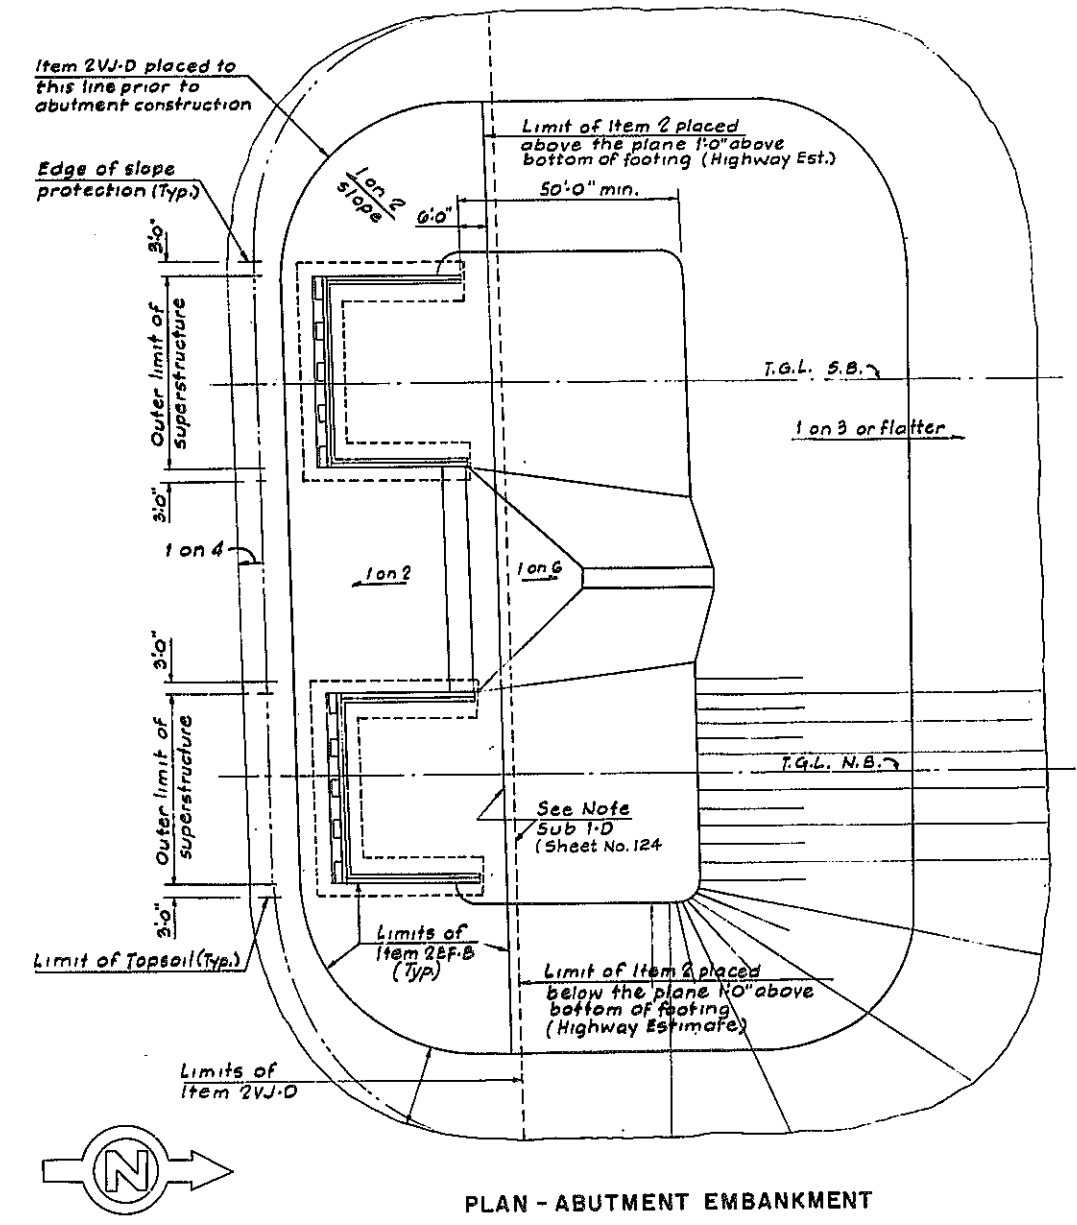 Item 2VJ-D placed to
this line prior to
abutment construction
Limit of Item 2 placed
above the plane 1'-0" above
bottom of footing (Highway Est.)
Edge of slope
protection (Typ.)
1 on 2
slope
50'-0" min.
6'-0"
3'-0"
Outer limit of
superstructure
T.G.L. S.B.
1 on 3 or flatter
3'-0"
1 on 4
1 on 2
1 on 6
3'-0"
Outer limit of
superstructure
T.G.L. N.B.
See Note
Sub 1-D
(Sheet No. 124
3'-0"
Limit of Topsoil (Typ.)
Limits of
Item 2EF-B
(Typ.)
Limit of Item 2 placed
below the plane 1'-0" above
bottom of footing
(Highway Estimate)
Limits of
Item 2VJ-D
N
PLAN - ABUTMENT EMBANKMENT